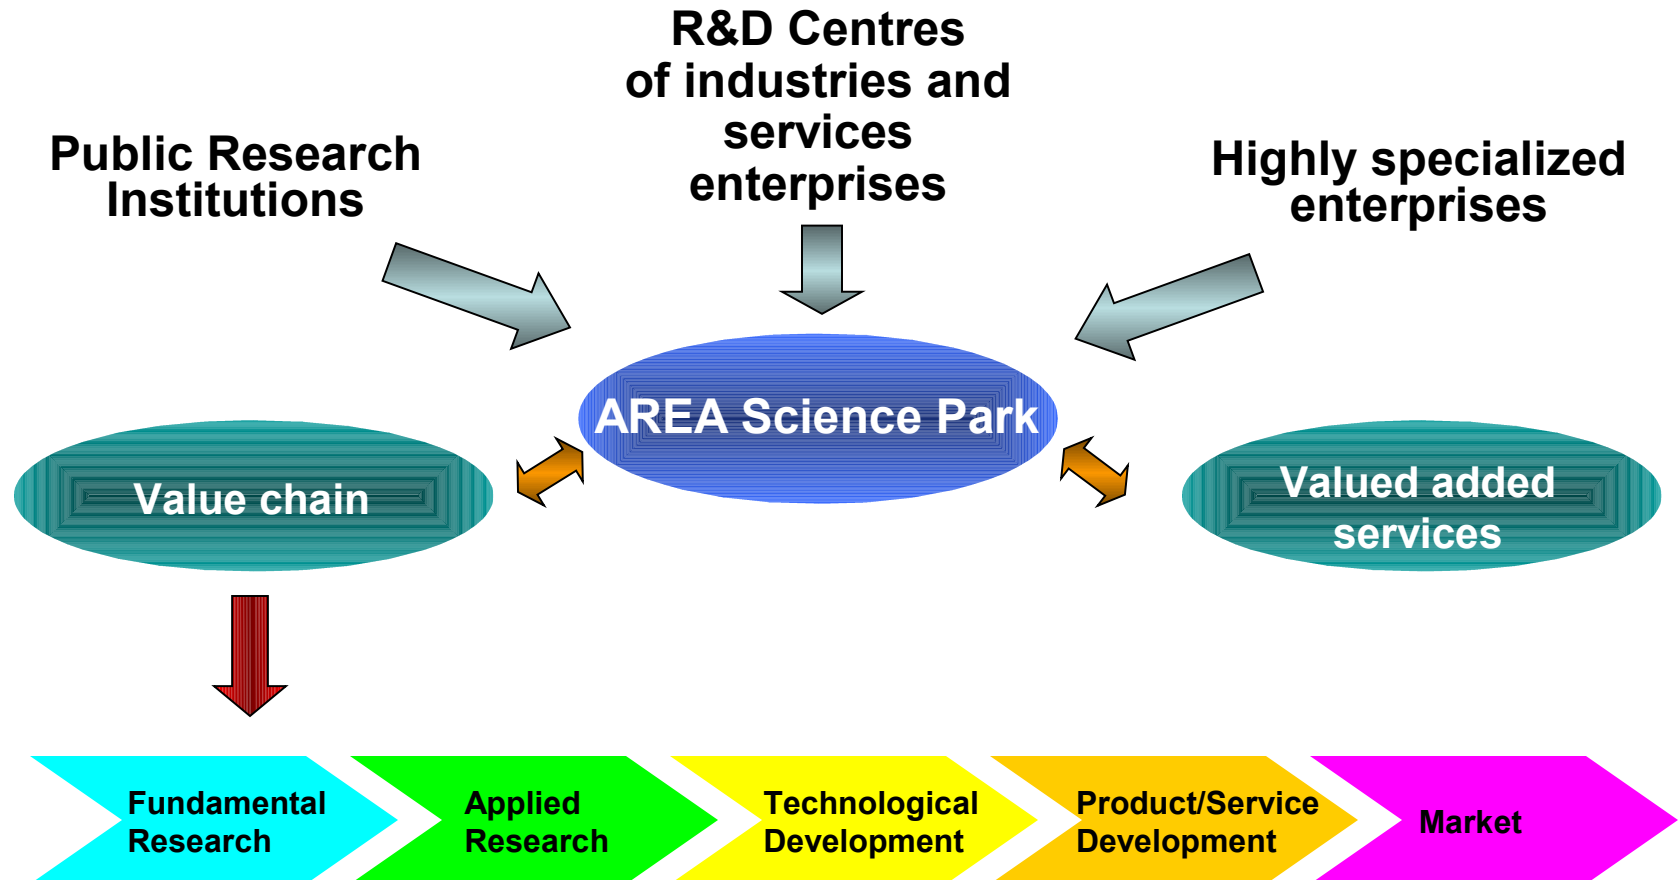 R&D Centres
of industries and
services
enterprises
Public Research
Institutions
Highly specialized
enterprises
AREA Science Park
Value chain
Valued added
services
Fundamental
Research
Applied
Research
Technological
Development
Product/Service
Development
Market